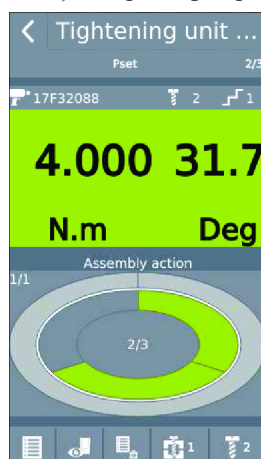 Tightening unit ...
Pset 2/3
17F32088 2 1
4.000 31.7
N.m Deg
Assembly action
1/1
2/3
1 2